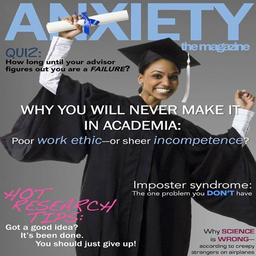 ANXIETY
the magazine
QUIZ:
How long until your advisor
figures out you are a FAILURE?
WHY YOU WILL NEVER MAKE IT
IN ACADEMIA:
Poor work ethic—or sheer incompetence?
HOT
RESEARCH
TIPS:
Got a good idea?
It's been done.
You should just give up!
Imposter syndrome:
The one problem you DON'T have
Why SCIENCE
is WRONG—
according to creepy
strangers on airplanes